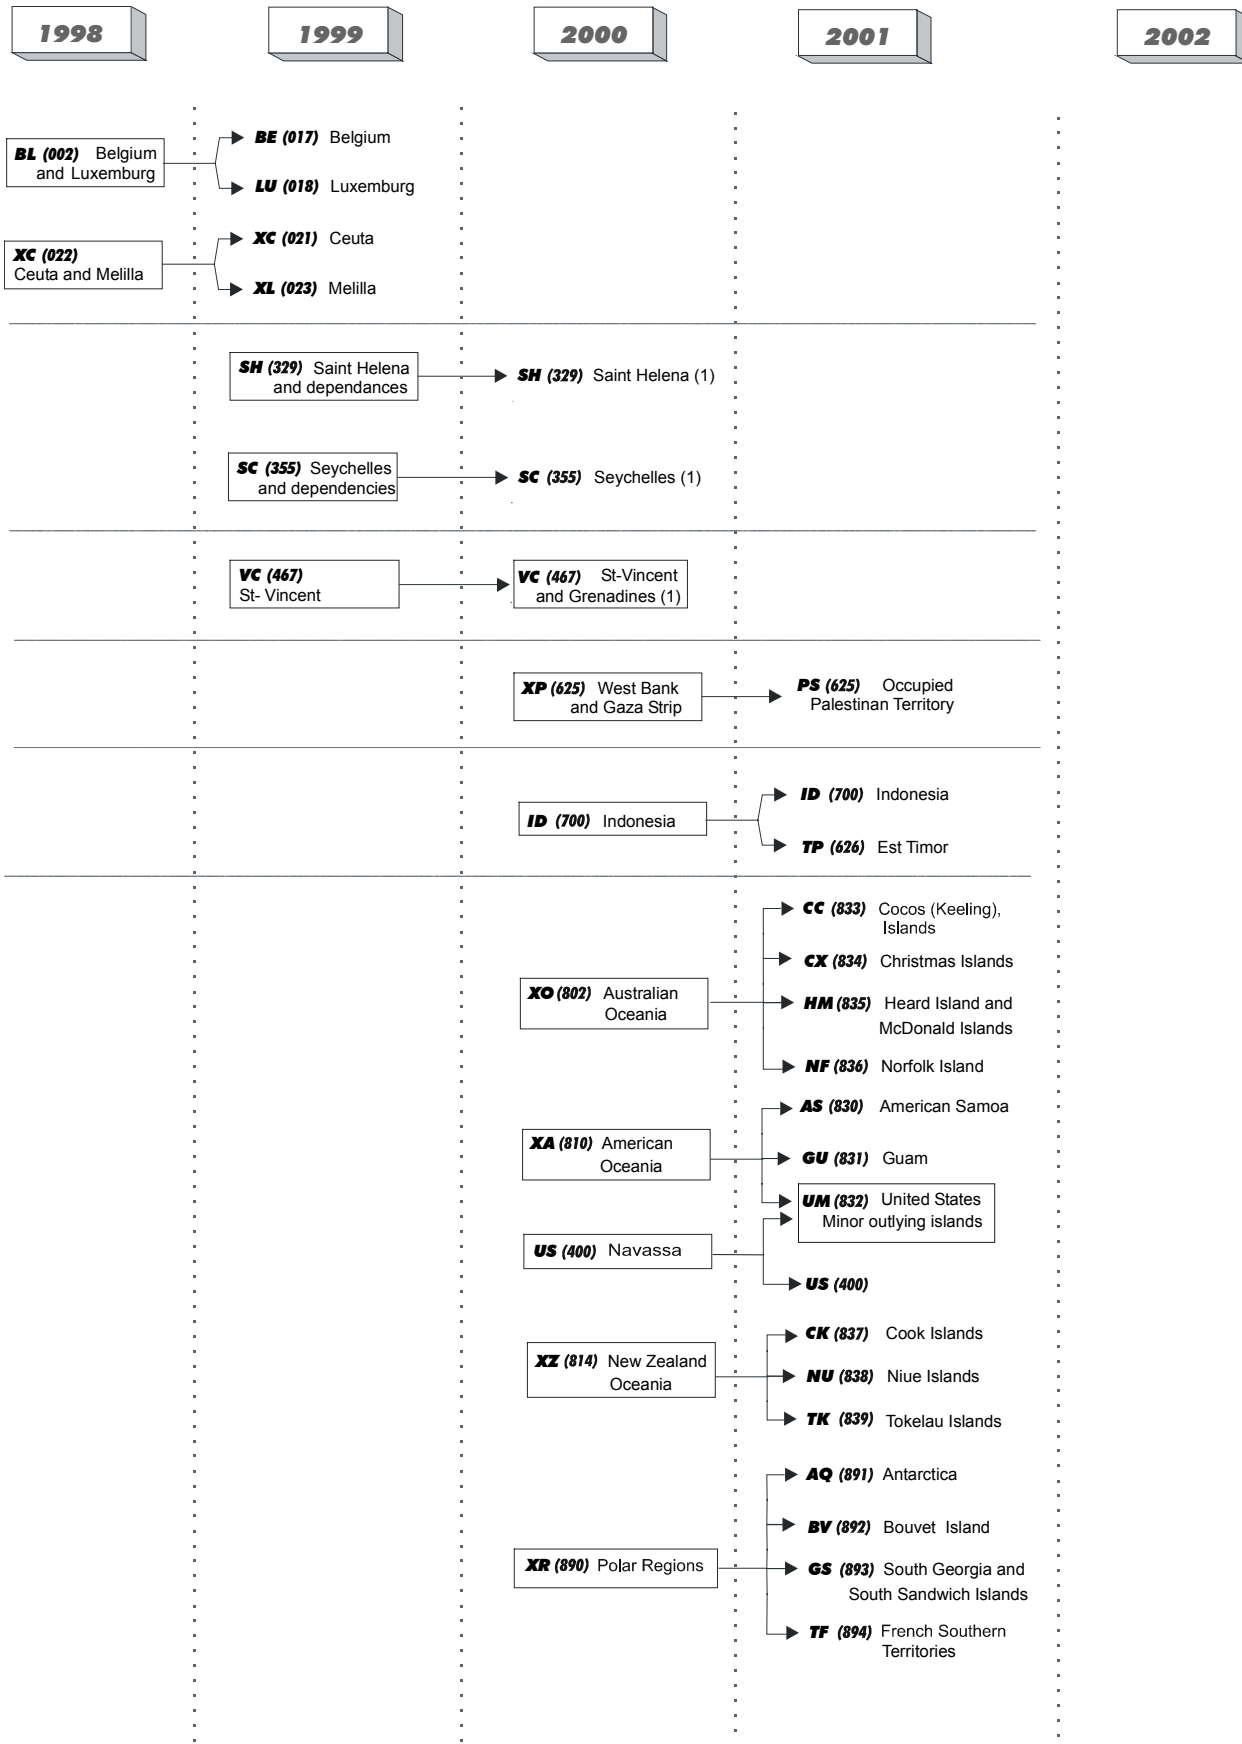 1998 1999 2000 2001 2002
BE (017) Belgium
BL (002) Belgium
and Luxemburg
LU (018) Luxemburg
XC (021) Ceuta
XC (022)
Ceuta and Melilla
XL (023) Melilla
SH (329) Saint Helena
and dependances
SH (329) Saint Helena (1)
SC (355) Seychelles
and dependencies
SC (355) Seychelles (1)
VC (467)
St- Vincent
VC (467) St-Vincent
and Grenadines (1)
XP (625) West Bank
and Gaza Strip
PS (625) Occupied
Palestinan Territory
ID (700) Indonesia
ID (700) Indonesia
TP (626) Est Timor
XO (802) Australian
Oceania
CC (833) Cocos (Keeling),
Islands
CX (834) Christmas Islands
HM (835) Heard Island and
McDonald Islands
NF (836) Norfolk Island
XA (810) American
Oceania
AS (830) American Samoa
GU (831) Guam
UM (832) United States
Minor outlying islands
US (400) Navassa
US (400)
XZ (814) New Zealand
Oceania
CK (837) Cook Islands
NU (838) Niue Islands
TK (839) Tokelau Islands
XR (890) Polar Regions
AQ (891) Antarctica
BV (892) Bouvet Island
GS (893) South Georgia and
South Sandwich Islands
TF (894) French Southern
Territories